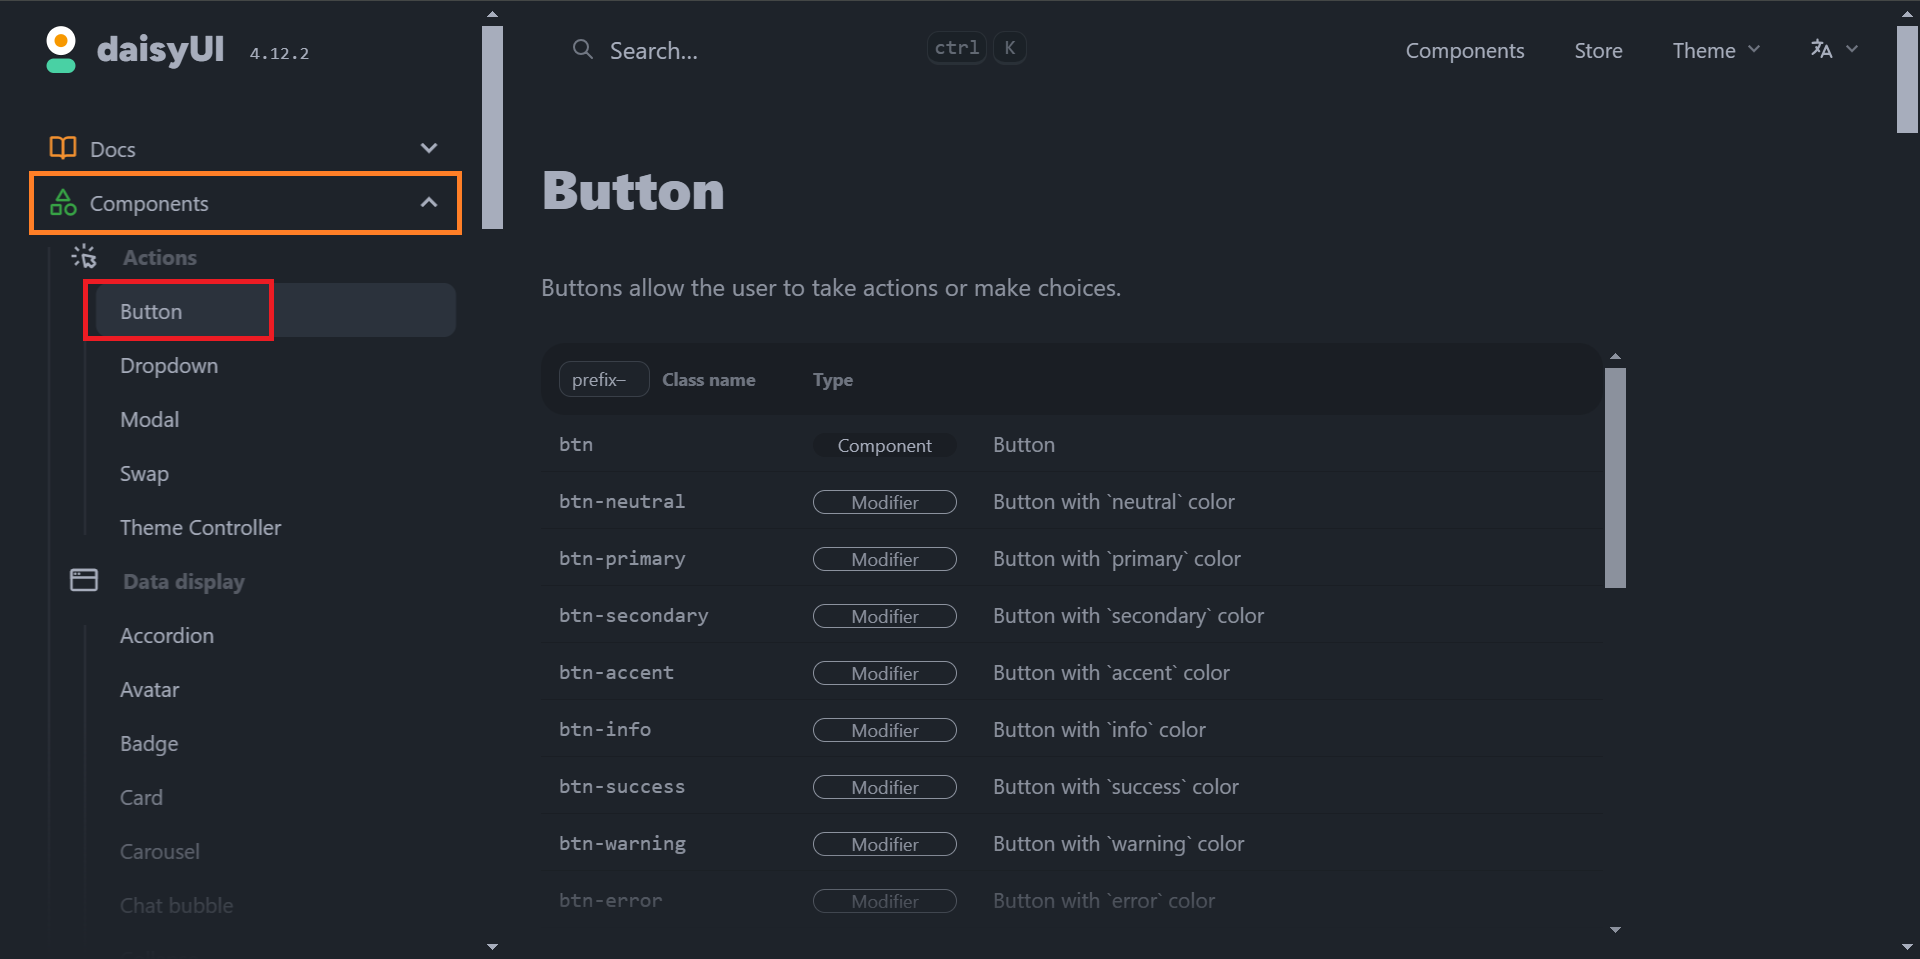 daisyUI 4.12.2
Search...
ctrl K
Components
Store
Theme
Docs
Components
Actions
Button
Dropdown
Modal
Swap
Theme Controller
Data display
Accordion
Avatar
Badge
Card
Carousel
Chat bubble
Button
Buttons allow the user to take actions or make choices.
prefix– Class name Type
btn Component Button
btn-neutral Modifier Button with `neutral` color
btn-primary Modifier Button with `primary` color
btn-secondary Modifier Button with `secondary` color
btn-accent Modifier Button with `accent` color
btn-info Modifier Button with `info` color
btn-success Modifier Button with `success` color
btn-warning Modifier Button with `warning` color
btn-error Modifier Button with `error` color